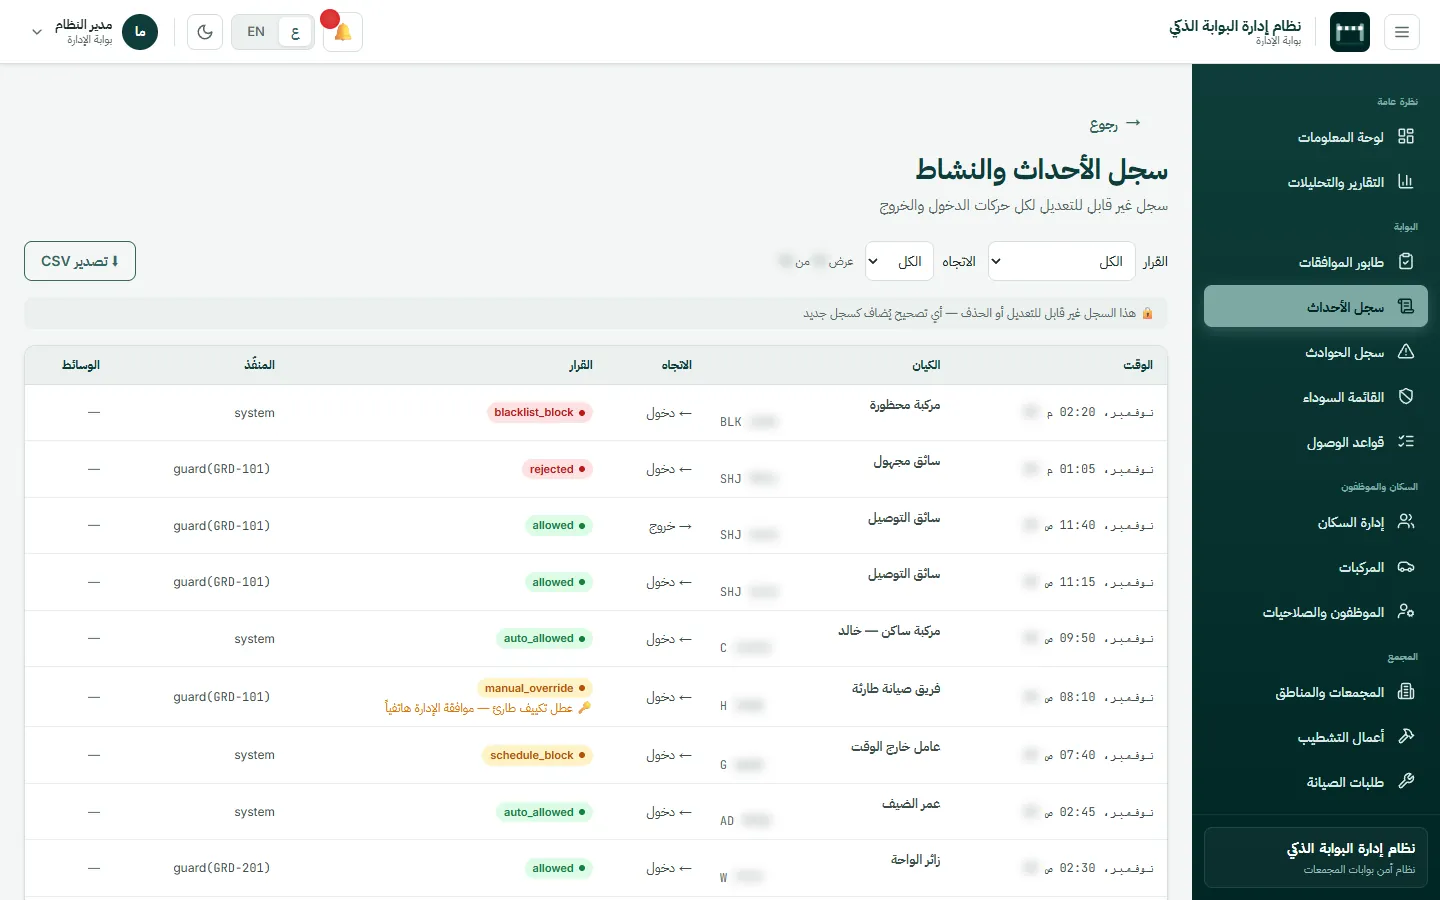 نظام إدارة البوابة الذكي
بوابة الإدارة
ع
EN
ما
مدير النظام
بوابة الإدارة
نظرة عامة
لوحة المعلومات
التقارير والتحليلات
البوابة
طابور الموافقات
سجل الأحداث
سجل الحوادث
القائمة السوداء
قواعد الوصول
السكان والموظفون
إدارة السكان
المركبات
الموظفون والصلاحيات
المجمع
المجمعات والمناطق
أعمال التشطيب
طلبات الصيانة
نظام إدارة البوابة الذكي
نظام أمن بوابات المجمعات
→ رجوع
سجل الأحداث والنشاط
سجل غير قابل للتعديل لكل حركات الدخول والخروج
القرار الكل الاتجاه الكل عرض من
⬇ تصدير CSV
🔒 هذا السجل غير قابل للتعديل أو الحذف — أي تصحيح يُضاف كسجل جديد
الوقت الكيان الاتجاه القرار المنفّذ الوسائط
نوفمبر، 02:20 م مركبة محظورة BLK ← دخول blacklist_block system —
نوفمبر، 01:05 م سائق مجهول SHJ ← دخول rejected guard(GRD-101) —
نوفمبر، 11:40 ص سائق التوصيل SHJ → خروج allowed guard(GRD-101) —
نوفمبر، 11:15 ص سائق التوصيل SHJ ← دخول allowed guard(GRD-101) —
نوفمبر، 09:50 ص مركبة ساكن — خالد C ← دخول auto_allowed system —
نوفمبر، 08:10 ص فريق صيانة طارئة H ← دخول manual_override guard(GRD-101) —
🔑 عطل تكييف طارئ — موافقة الإدارة هاتفياً
نوفمبر، 07:40 ص عامل خارج الوقت G ← دخول schedule_block system —
نوفمبر، 02:45 ص عمر الضيف AD ← دخول auto_allowed system —
نوفمبر، 02:30 ص زائر الواحة W ← دخول allowed guard(GRD-201) —